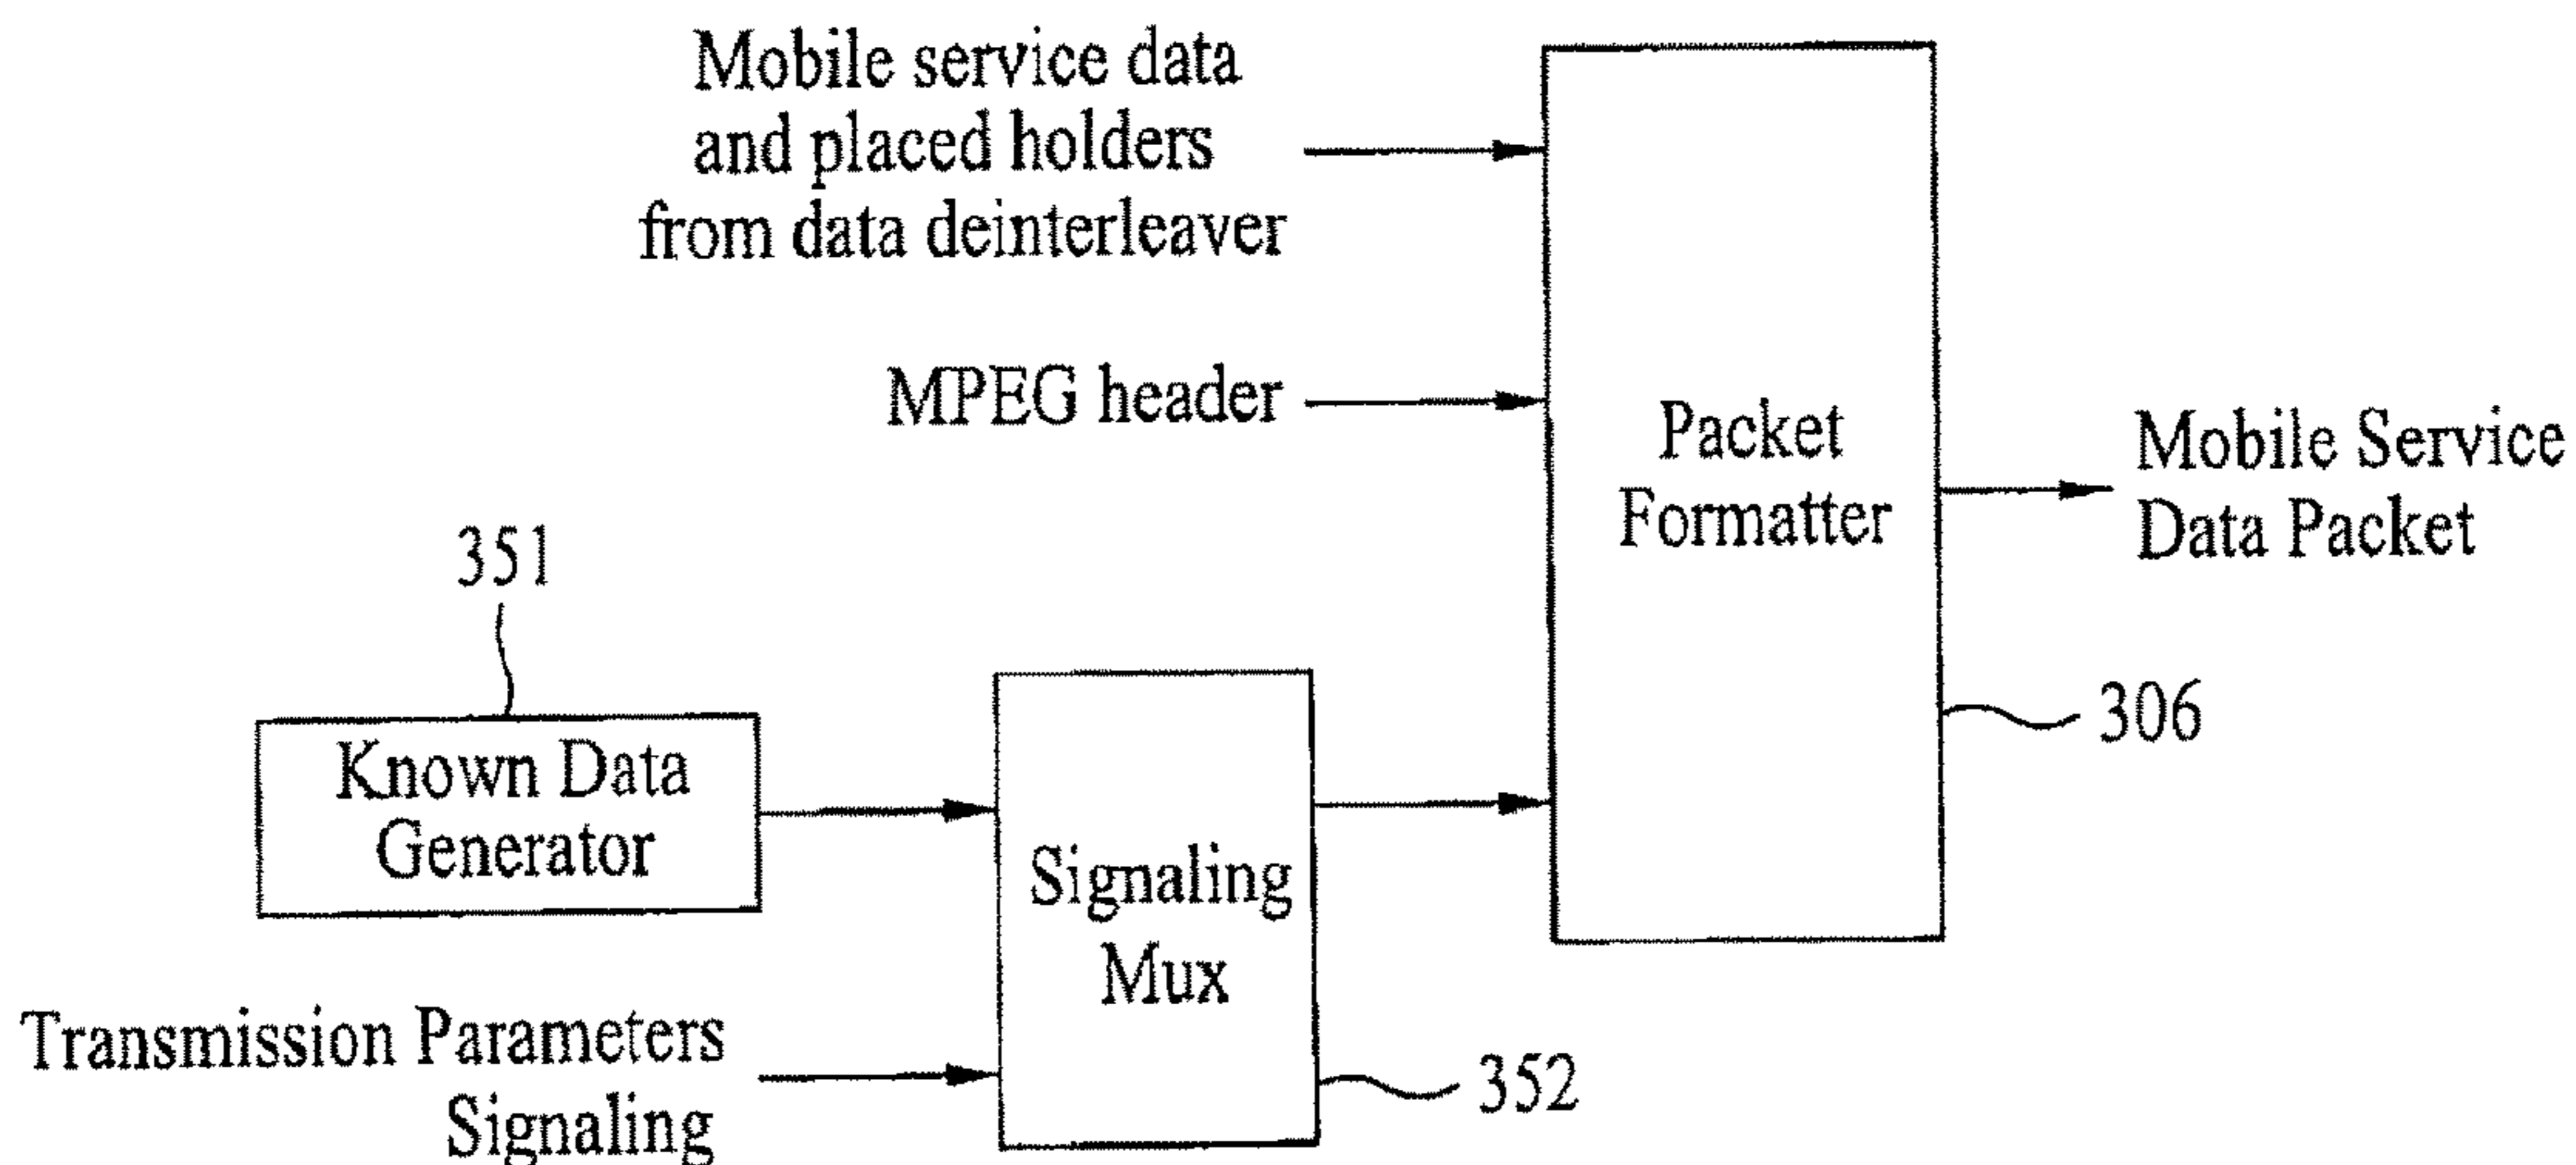 Mobile service data
and placed holders
from data deinterleaver
MPEG header
Packet
Formatter
Mobile Service
Data Packet
351
306
Known Data
Generator
Signaling
Mux
Transmission Parameters
Signaling
352